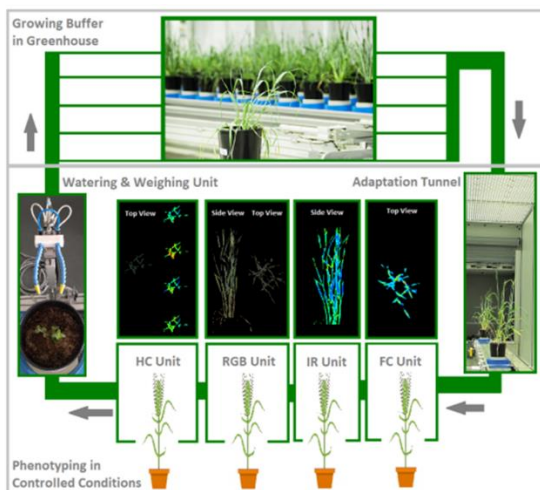 Growing Buffer
in Greenhouse
Watering & Weighing Unit
Adaptation Tunnel
Top View
Side View Top View
Side View
Top View
HC Unit
RGB Unit
IR Unit
FC Unit
Phenotyping in
Controlled Conditions